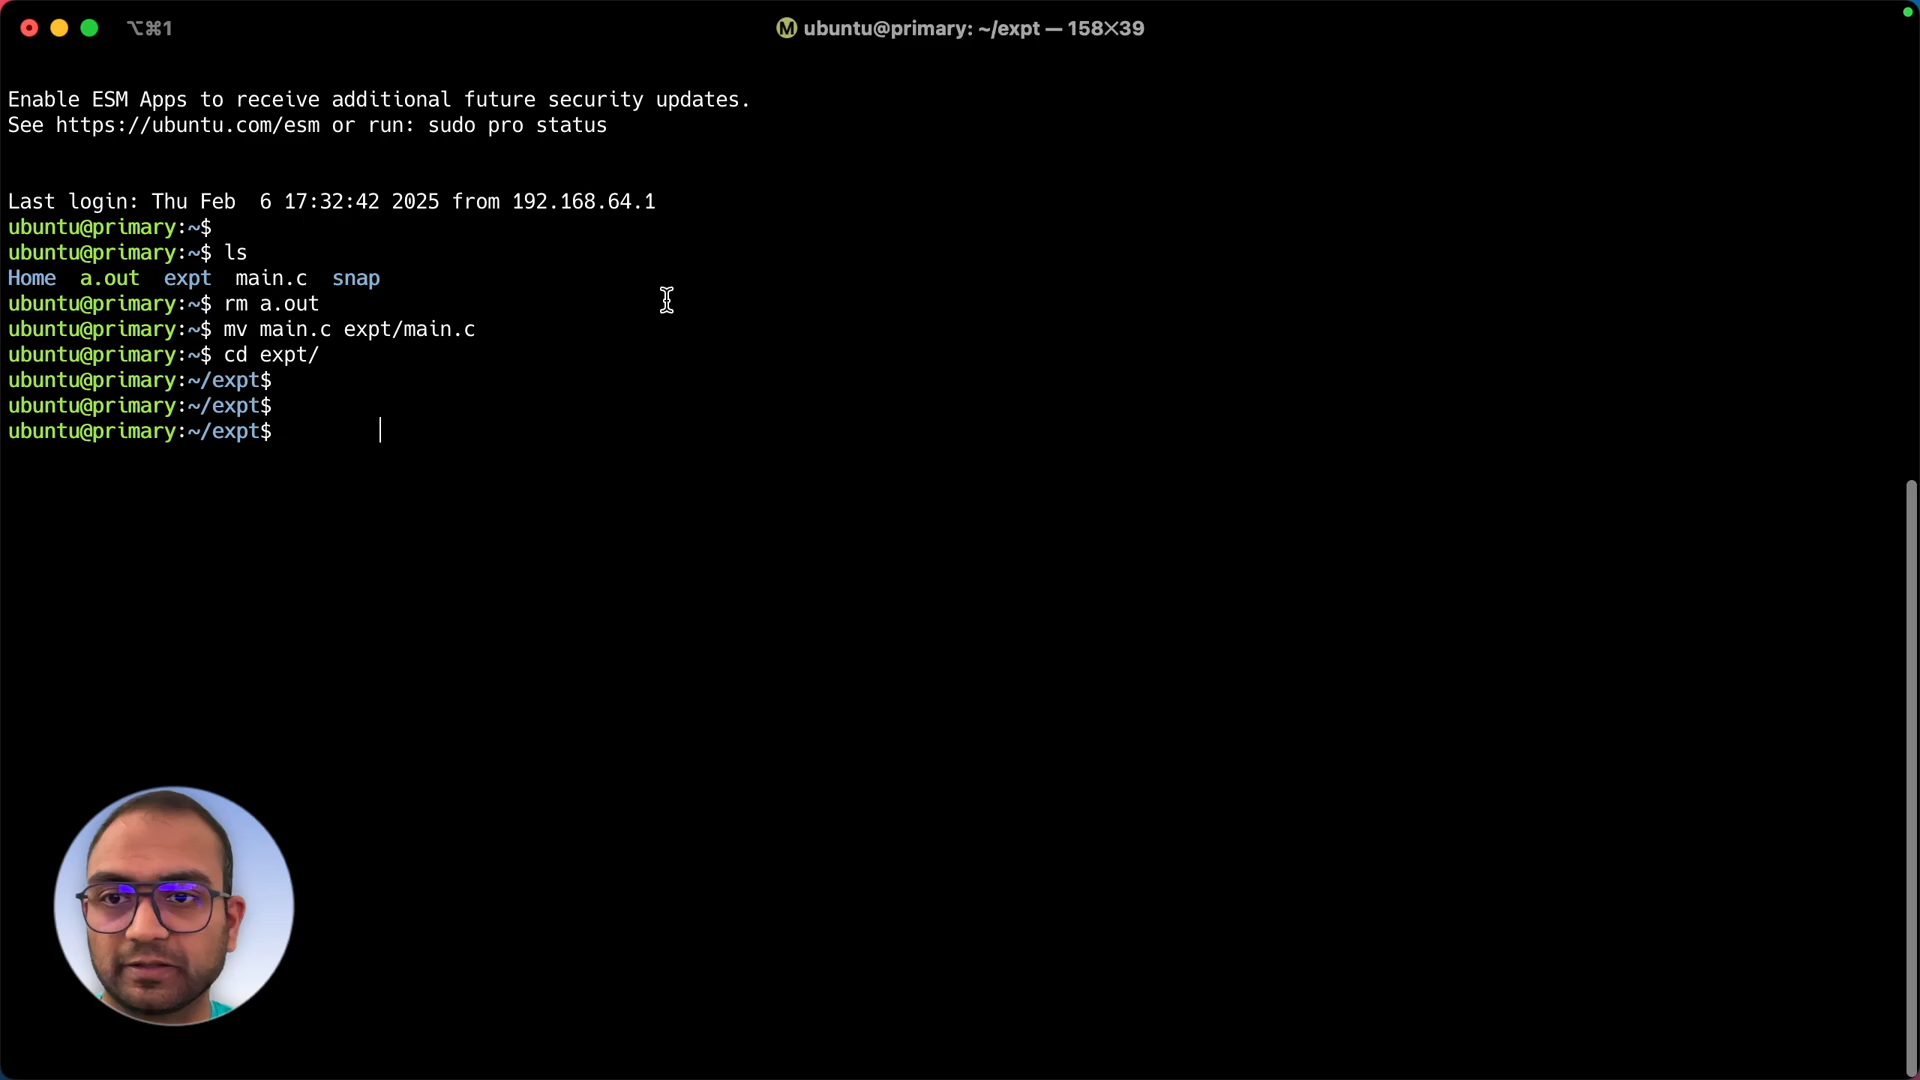 ⌥⌘1
M ubuntu@primary: ~/expt — 158✕39
Enable ESM Apps to receive additional future security updates.
See https://ubuntu.com/esm or run: sudo pro status
Last login: Thu Feb  6 17:32:42 2025 from 192.168.64.1
ubuntu@primary:~$
ubuntu@primary:~$ ls
Home  a.out  expt  main.c  snap
ubuntu@primary:~$ rm a.out
ubuntu@primary:~$ mv main.c expt/main.c
ubuntu@primary:~$ cd expt/
ubuntu@primary:~/expt$
ubuntu@primary:~/expt$
ubuntu@primary:~/expt$